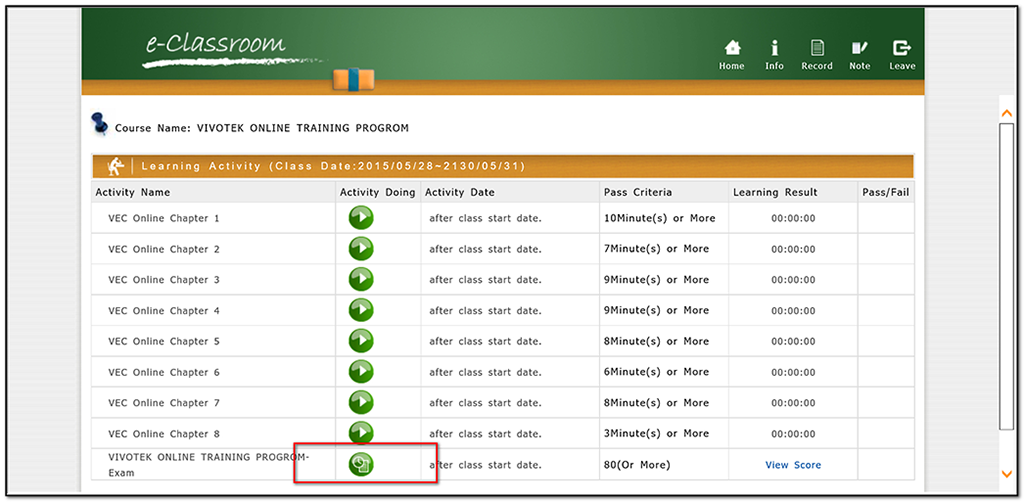 e-Classroom
Home Info Record Note Leave
Course Name: VIVOTEK ONLINE TRAINING PROGROM
Learning Activity (Class Date:2015/05/28~2130/05/31)
Activity Name Activity Doing Activity Date Pass Criteria Learning Result Pass/Fail
VEC Online Chapter 1 after class start date. 10Minute(s) or More 00:00:00
VEC Online Chapter 2 after class start date. 7Minute(s) or More 00:00:00
VEC Online Chapter 3 after class start date. 9Minute(s) or More 00:00:00
VEC Online Chapter 4 after class start date. 9Minute(s) or More 00:00:00
VEC Online Chapter 5 after class start date. 8Minute(s) or More 00:00:00
VEC Online Chapter 6 after class start date. 6Minute(s) or More 00:00:00
VEC Online Chapter 7 after class start date. 8Minute(s) or More 00:00:00
VEC Online Chapter 8 after class start date. 3Minute(s) or More 00:00:00
VIVOTEK ONLINE TRAINING PROGROM-
Exam after class start date. 80(Or More) View Score